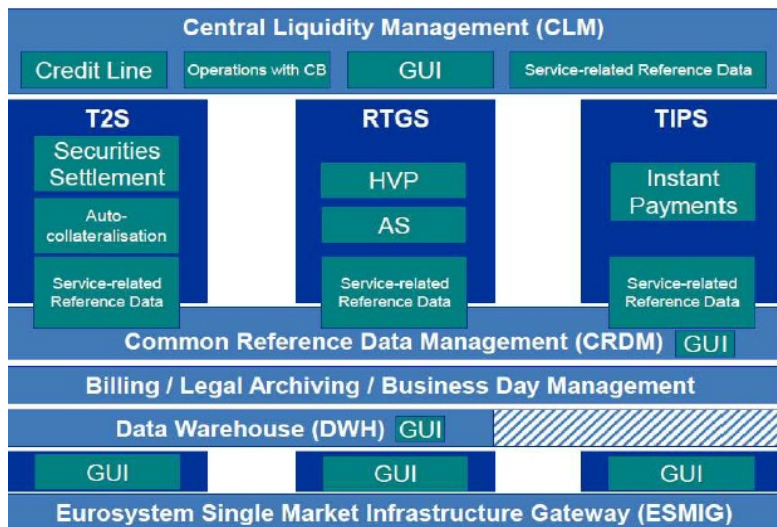 Central Liquidity Management (CLM)
Credit Line
Operations with CB
GUI
Service-related Reference Data
T2S
Securities
Settlement
Auto-
collateralisation
Service-related
Reference Data
RTGS
HVP
AS
Service-related
Reference Data
TIPS
Instant
Payments
Service-related
Reference Data
Common Reference Data Management (CRDM) GUI
Billing / Legal Archiving / Business Day Management
Data Warehouse (DWH) GUI
GUI
GUI
GUI
Eurosystem Single Market Infrastructure Gateway (ESMIG)